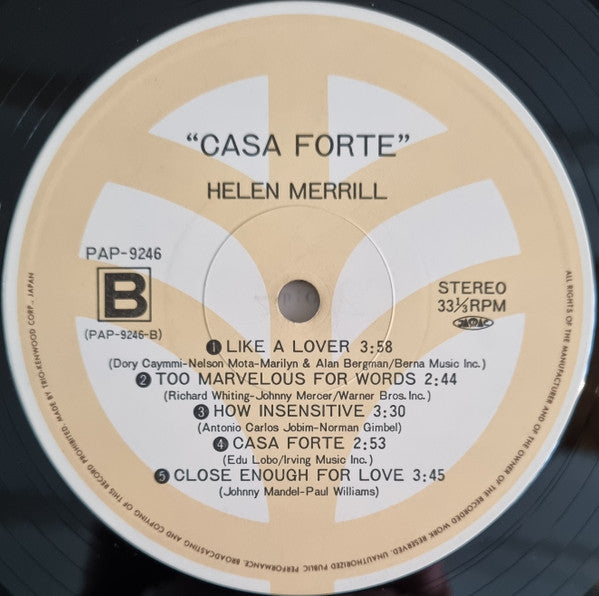 "CASA FORTE"
HELEN MERRILL
PAP-9246
B
(PAP-9246-B)
STEREO
33⅓RPM
❶ LIKE A LOVER 3:58
(Dory Caymmi-Nelson Mota-Marilyn & Alan Bergman/Berna Music Inc.)
❷ TOO MARVELOUS FOR WORDS 2:44
(Richard Whiting-Johnny Mercer/Warner Bros. Inc.)
❸ HOW INSENSITIVE 3:30
(Antonio Carlos Jobim-Norman Gimbel)
❹ CASA FORTE 2:53
(Edu Lobo/Irving Music Inc.)
❺ CLOSE ENOUGH FOR LOVE 3:45
(Johnny Mandel-Paul Williams)
ALL RIGHTS OF THE MANUFACTURER AND OF THE OWNER OF THE RECORDED WORK RESERVED. UNAUTHORIZED PUBLIC PERFORMANCE, BROADCASTING AND COPYING OF THIS RECORD PROHIBITED. MADE BY TRIO-KENWOOD CORP., JAPAN